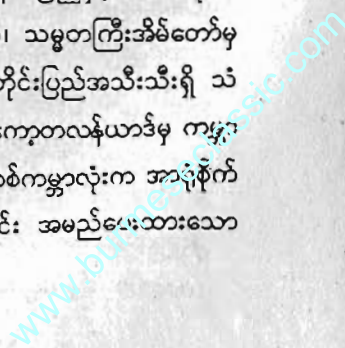 ၊ သမ္မတကြီးအိမ်တော်မှ
တိုင်းပြည်အသီးသီးရှိ သံ
ကော့တလန်ယာဒ်မှ ကမ္ဘာ
စ်ကမ္ဘာလုံးက အာရုံစိုက်
င်း အမည်ပေးထားသော
www.burmeseclassic.com